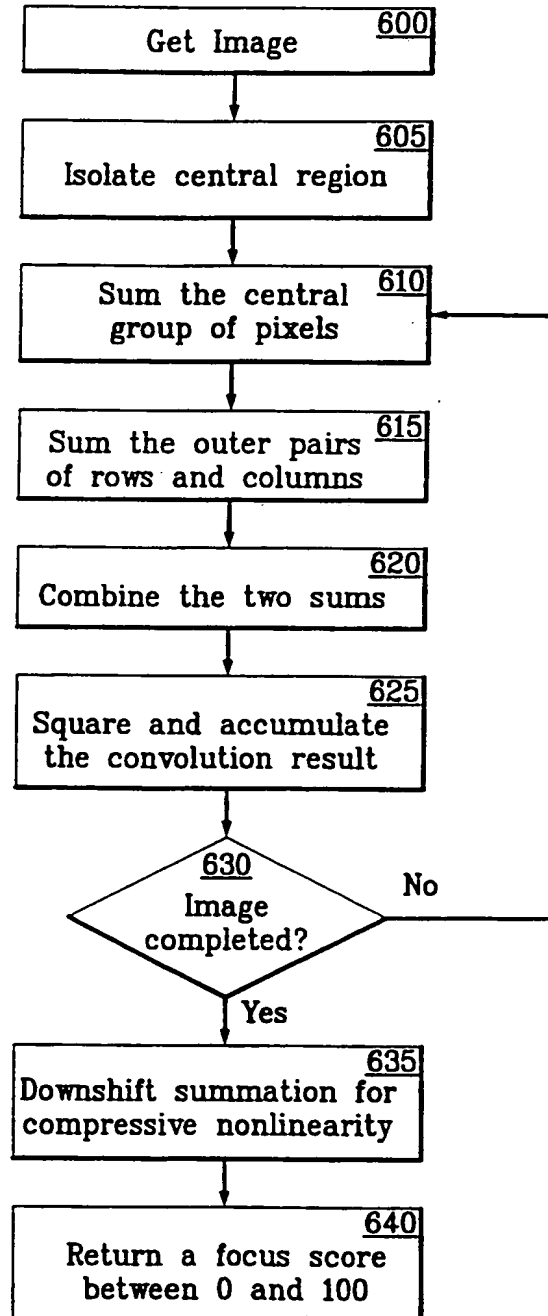 600
Get Image
605
Isolate central region
610
Sum the central
group of pixels
615
Sum the outer pairs
of rows and columns
620
Combine the two sums
625
Square and accumulate
the convolution result
630
Image
completed?
No
Yes
635
Downshift summation for
compressive nonlinearity
640
Return a focus score
between 0 and 100